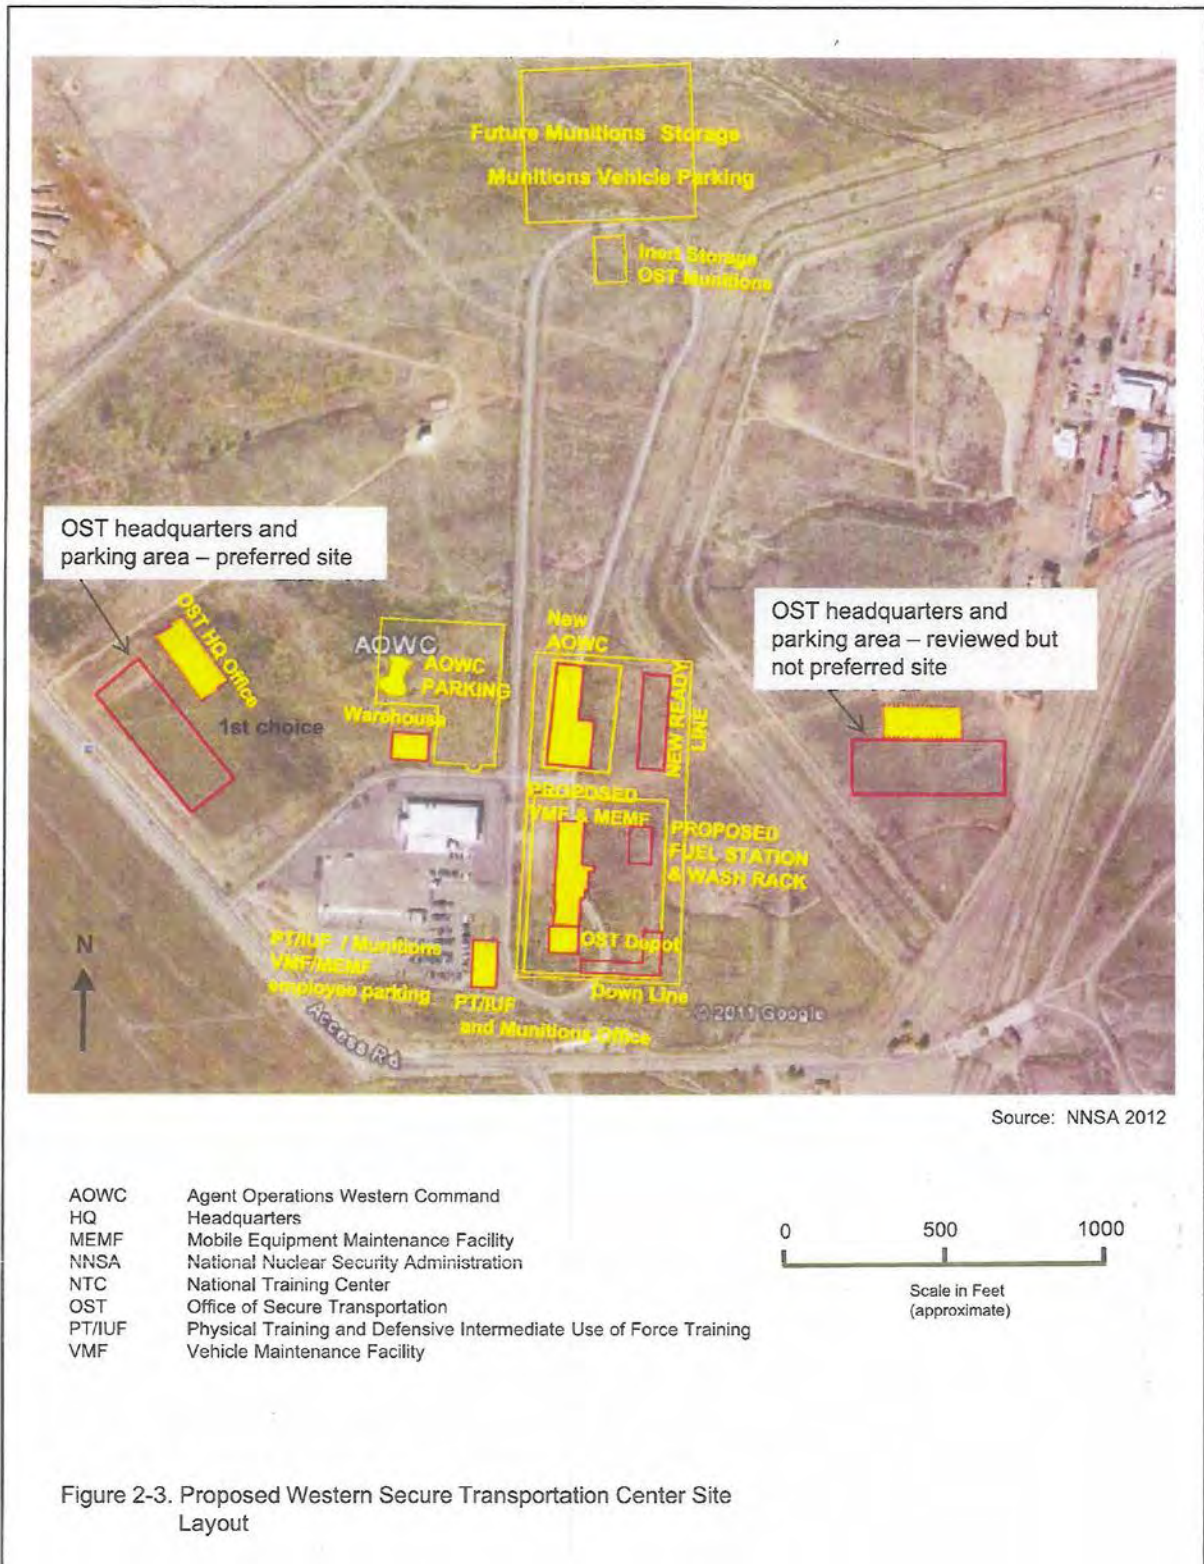 Future Munitions Storage
Munitions Vehicle Parking
Inert Storage
OST Munitions
OST headquarters and
parking area – preferred site
OST HQ Office
1st choice
AOWC
AOWC
PARKING
Warehouse
New
AOWC
NEW READY
LINE
OST headquarters and
parking area – reviewed but
not preferred site
PROPOSED
VMF & MEMF
PROPOSED
FUEL STATION
& WASH RACK
OST Depot
Down Line
PT/IUF / Munitions
VMF/MEMF
employee parking
PT/IUF
and Munitions Office
N
Access Rd
© 2011 Google
Source: NNSA 2012
AOWC Agent Operations Western Command
HQ Headquarters
MEMF Mobile Equipment Maintenance Facility
NNSA National Nuclear Security Administration
NTC National Training Center
OST Office of Secure Transportation
PT/IUF Physical Training and Defensive Intermediate Use of Force Training
VMF Vehicle Maintenance Facility
0 500 1000
Scale in Feet
(approximate)
Figure 2-3. Proposed Western Secure Transportation Center Site
Layout